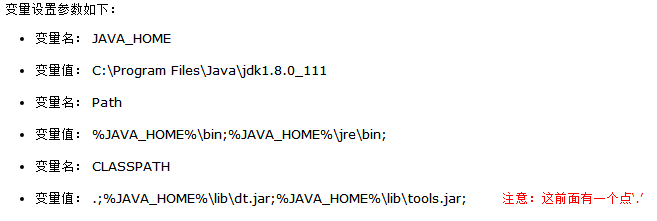 变量设置参数如下：
• 变量名： JAVA_HOME
• 变量值： C:\Program Files\Java\jdk1.8.0_111
• 变量名： Path
• 变量值： %JAVA_HOME%\bin;%JAVA_HOME%\jre\bin;
• 变量名： CLASSPATH
• 变量值： .;%JAVA_HOME%\lib\dt.jar;%JAVA_HOME%\lib\tools.jar; 注意：这前面有一个点'.'